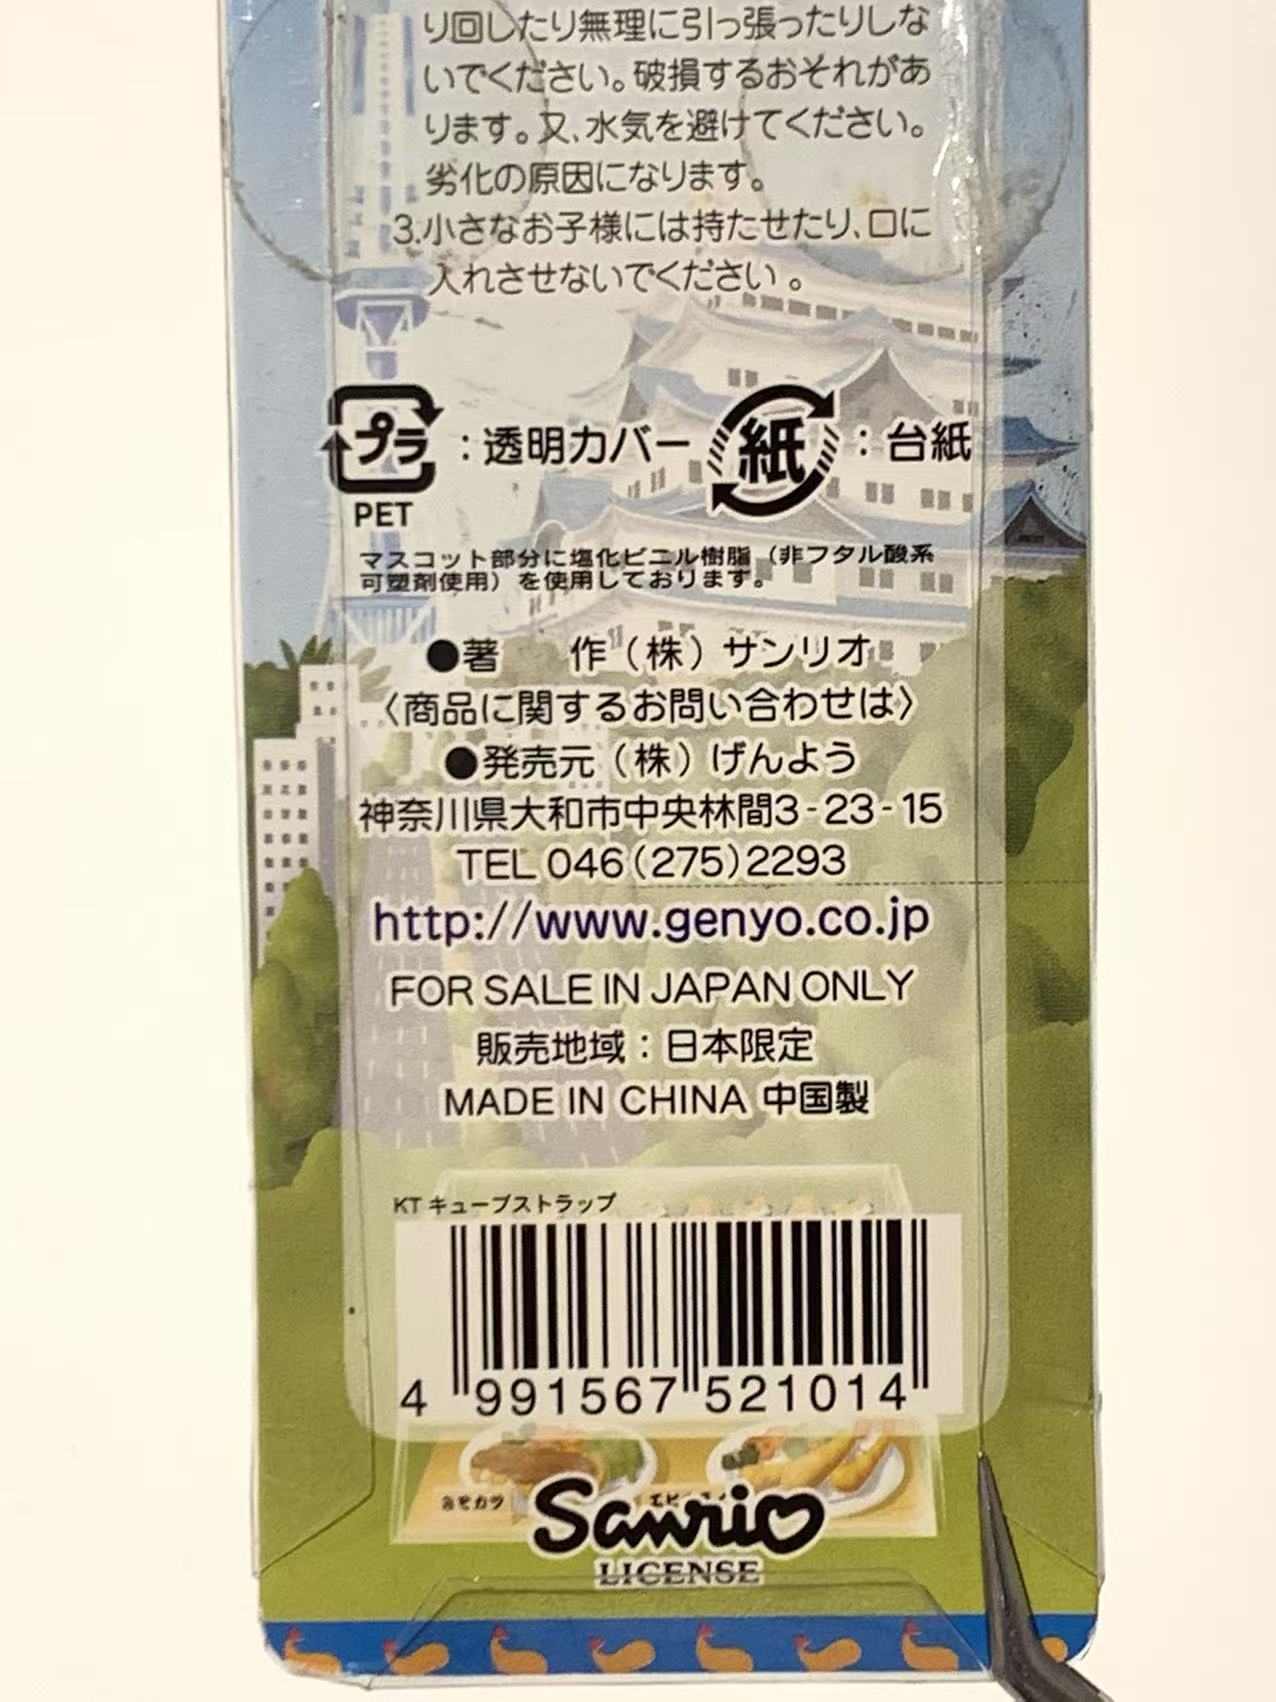 り回したり無理に引っ張ったりしな
いでください。破損するおそれがあ
ります。又、水気を避けてください。
劣化の原因になります。
3.小さなお子様には持たせたり、口に
入れさせないでください。
プラ:透明カバー 紙:台紙
PET
マスコット部分に塩化ビニル樹脂(非フタル酸系
可塑剤使用)を使用しております。
●著　作(株)サンリオ
〈商品に関するお問い合わせは〉
●発売元(株)げんよう
神奈川県大和市中央林間3-23-15
TEL 046(275)2293
http://www.genyo.co.jp
FOR SALE IN JAPAN ONLY
販売地域:日本限定
MADE IN CHINA 中国製
KT キューブストラップ
4 991567 521014
みそカツ
Sanrio
LICENSE